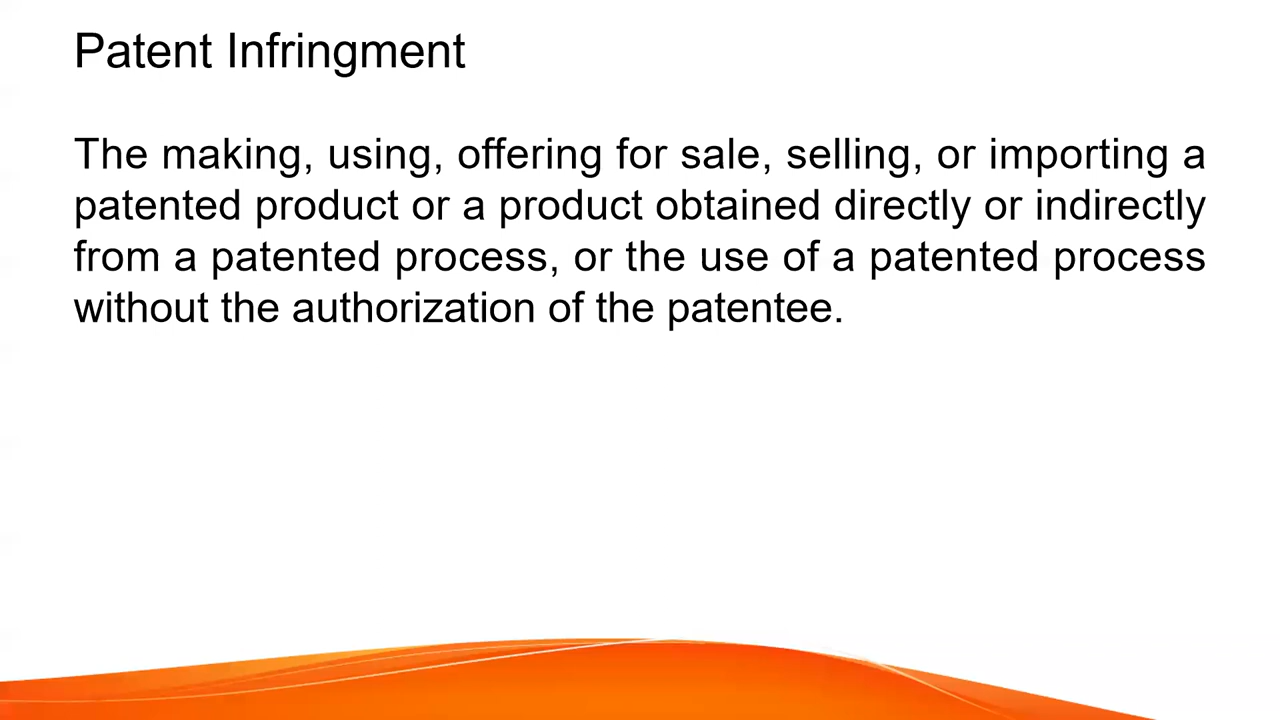 Patent Infringment
The making, using, offering for sale, selling, or importing a
patented product or a product obtained directly or indirectly
from a patented process, or the use of a patented process
without the authorization of the patentee.